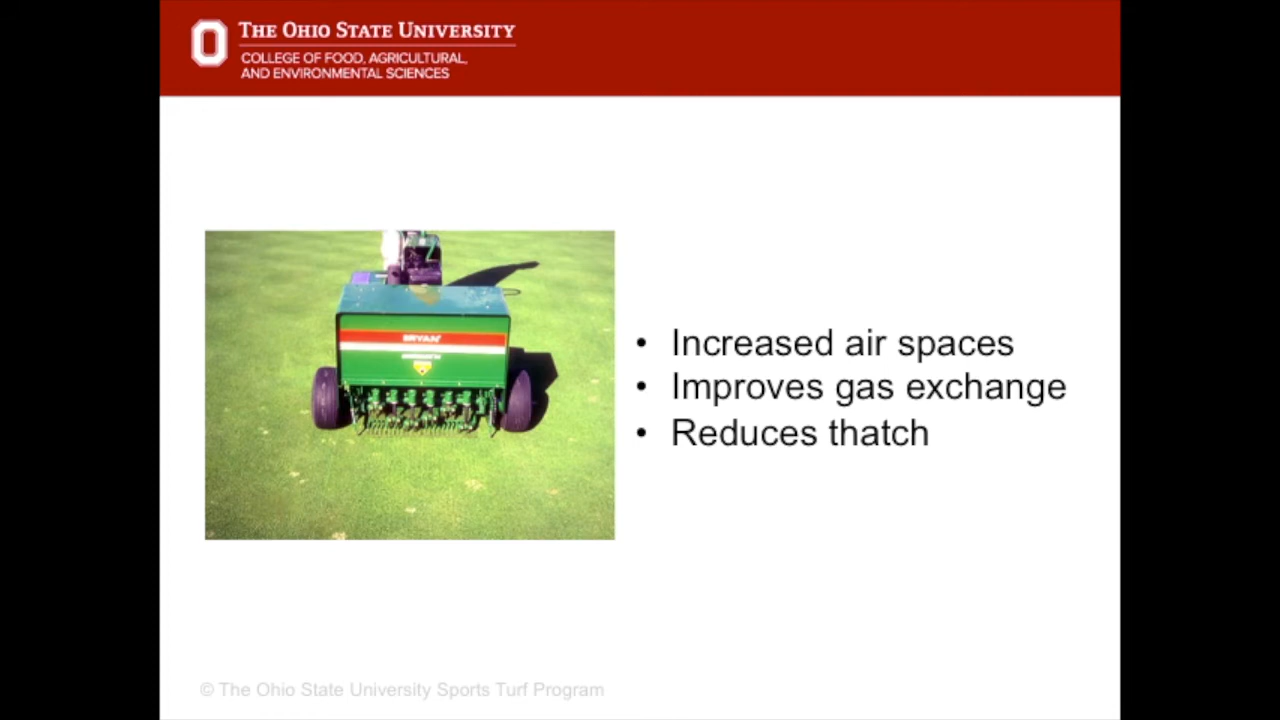 THE OHIO STATE UNIVERSITY
COLLEGE OF FOOD, AGRICULTURAL,
AND ENVIRONMENTAL SCIENCES
• Increased air spaces
• Improves gas exchange
• Reduces thatch
© The Ohio State University Sports Turf Program